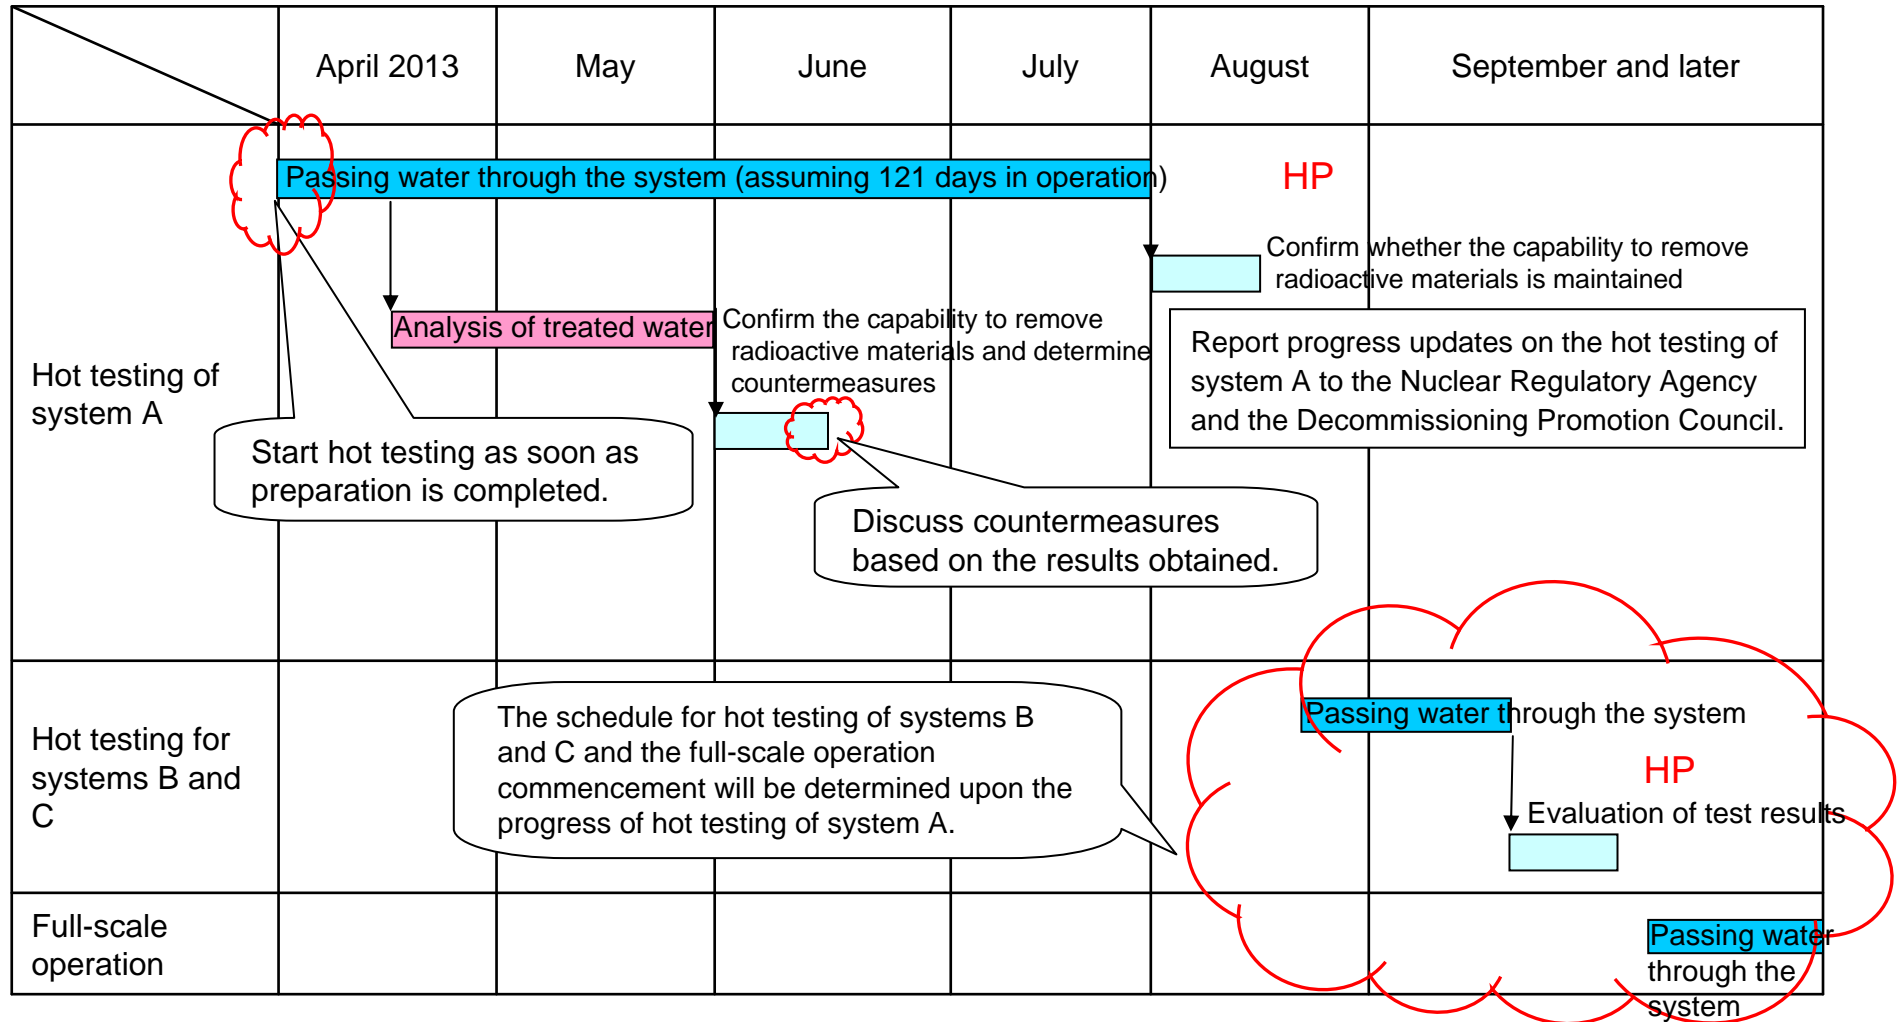 April 2013
May
June
July
August
September and later
Hot testing of
system A
Passing water through the system (assuming 121 days in operation)
HP
Confirm whether the capability to remove
radioactive materials is maintained
Analysis of treated water
Confirm the capability to remove
radioactive materials and determine
countermeasures
Report progress updates on the hot testing of
system A to the Nuclear Regulatory Agency
and the Decommissioning Promotion Council.
Start hot testing as soon as
preparation is completed.
Discuss countermeasures
based on the results obtained.
Hot testing for
systems B and
C
The schedule for hot testing of systems B
and C and the full-scale operation
commencement will be determined upon the
progress of hot testing of system A.
Passing water through the system
HP
Evaluation of test results
Full-scale
operation
Passing water
through the
system